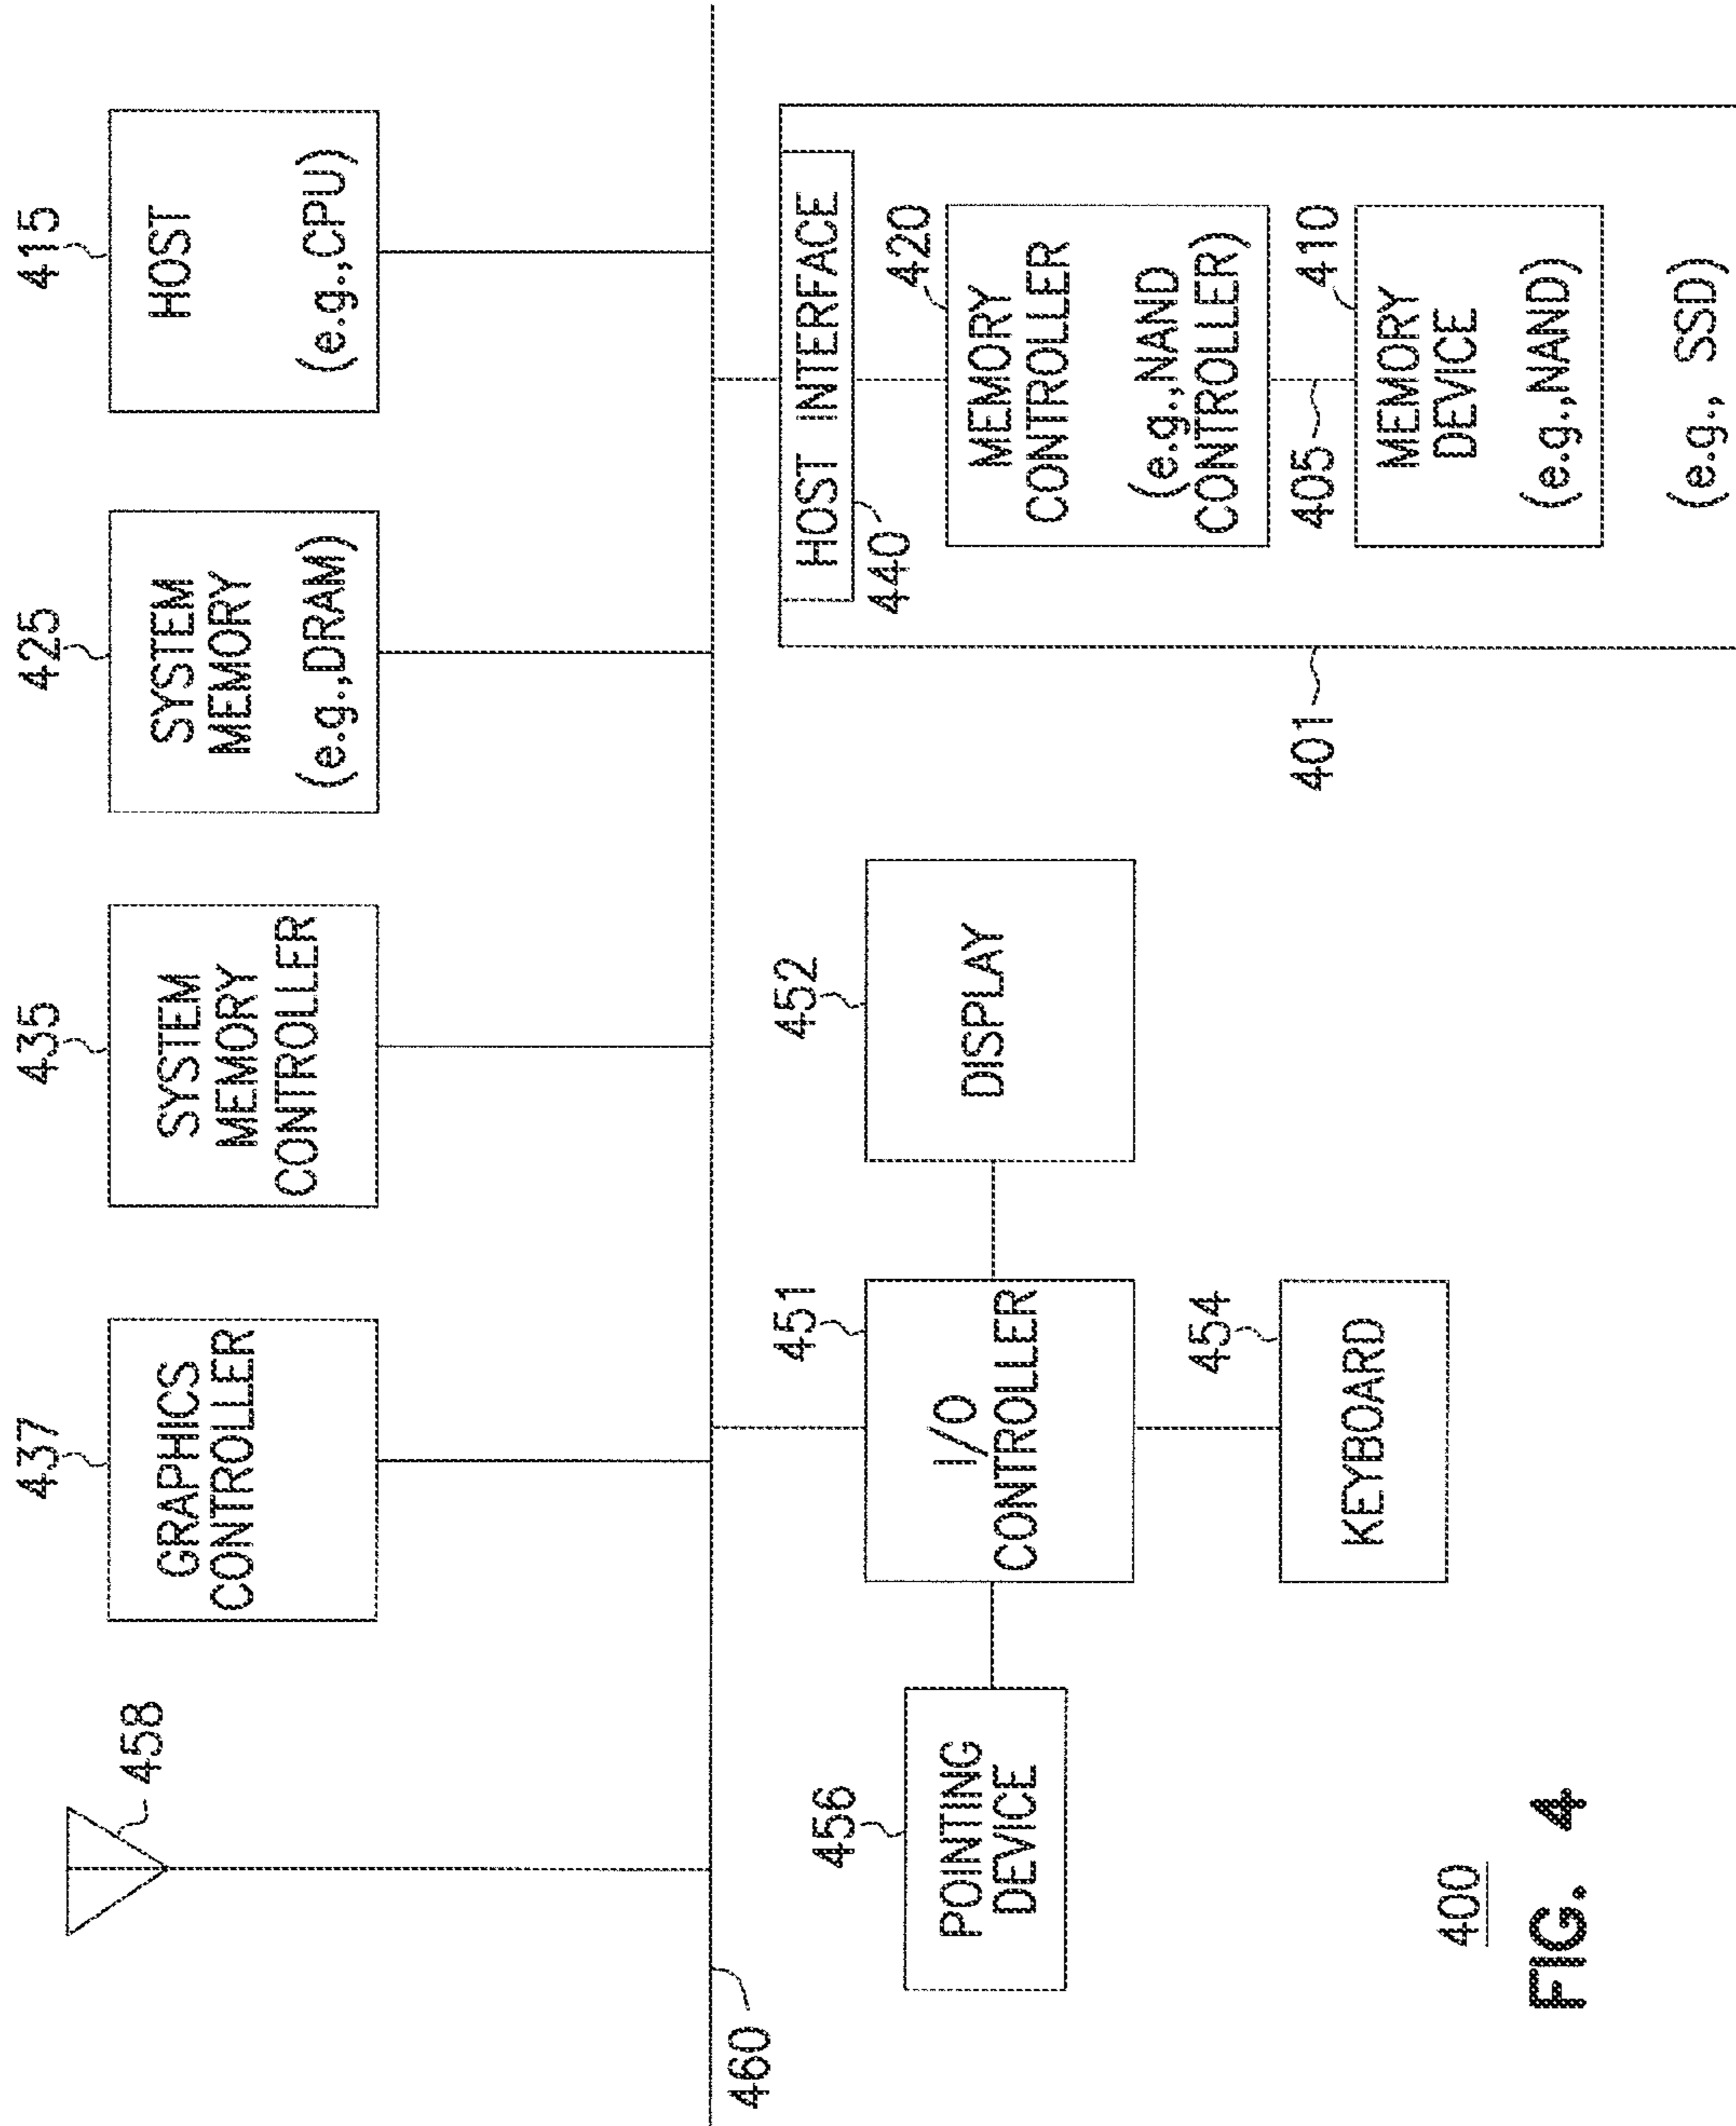 458
437
GRAPHICS
CONTROLLER
435
SYSTEM
MEMORY
CONTROLLER
425
SYSTEM
MEMORY
(e.g.,DRAM)
415
HOST
(e.g.,CPU)
460
456
POINTING
DEVICE
451
I/O
CONTROLLER
452
DISPLAY
454
KEYBOARD
401
HOST INTERFACE
440
420
MEMORY
CONTROLLER
(e.g.,NAND
CONTROLLER)
405
410
MEMORY
DEVICE
(e.g.,NAND)
(e.g., SSD)
400
FIG. 4